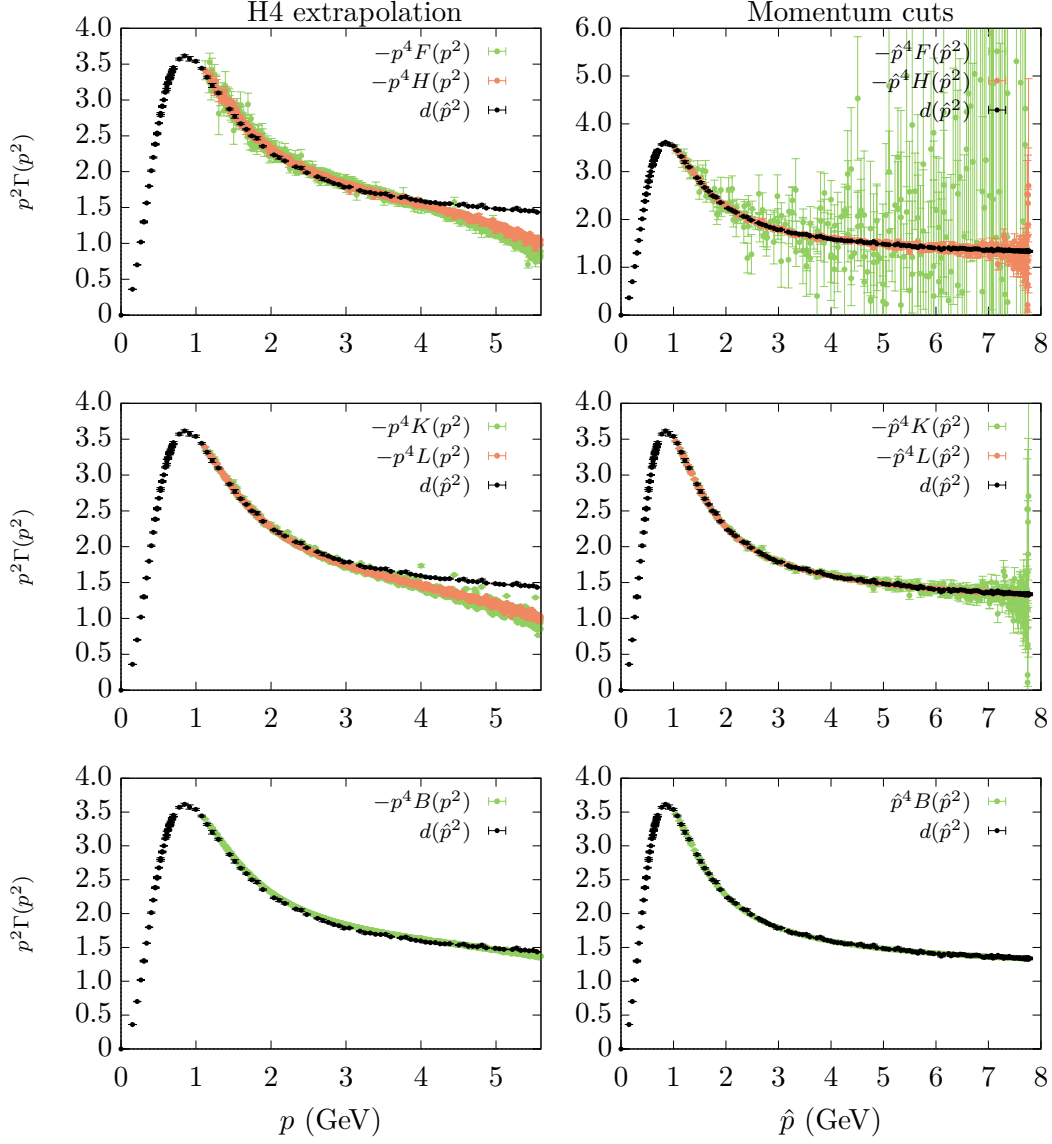 H4 extrapolation
Momentum cuts
4.0
3.5
3.0
2.5
2.0
1.5
1.0
0.5
0
p²Γ(p²)
−p⁴F(p²)
−p⁴H(p²)
d(p̂²)
0 1 2 3 4 5
6.0
5.0
4.0
3.0
2.0
1.0
0
−p̂⁴F(p̂²)
−p̂⁴H(p̂²)
d(p̂²)
0 1 2 3 4 5 6 7 8
4.0
3.5
3.0
2.5
2.0
1.5
1.0
0.5
0
p²Γ(p²)
−p⁴K(p²)
−p⁴L(p²)
d(p̂²)
0 1 2 3 4 5
4.0
3.5
3.0
2.5
2.0
1.5
1.0
0.5
0
−p̂⁴K(p̂²)
−p̂⁴L(p̂²)
d(p̂²)
0 1 2 3 4 5 6 7 8
4.0
3.5
3.0
2.5
2.0
1.5
1.0
0.5
0
p²Γ(p²)
−p⁴B(p²)
d(p̂²)
0 1 2 3 4 5
p (GeV)
4.0
3.5
3.0
2.5
2.0
1.5
1.0
0.5
0
p̂⁴B(p̂²)
d(p̂²)
0 1 2 3 4 5 6 7 8
p̂ (GeV)